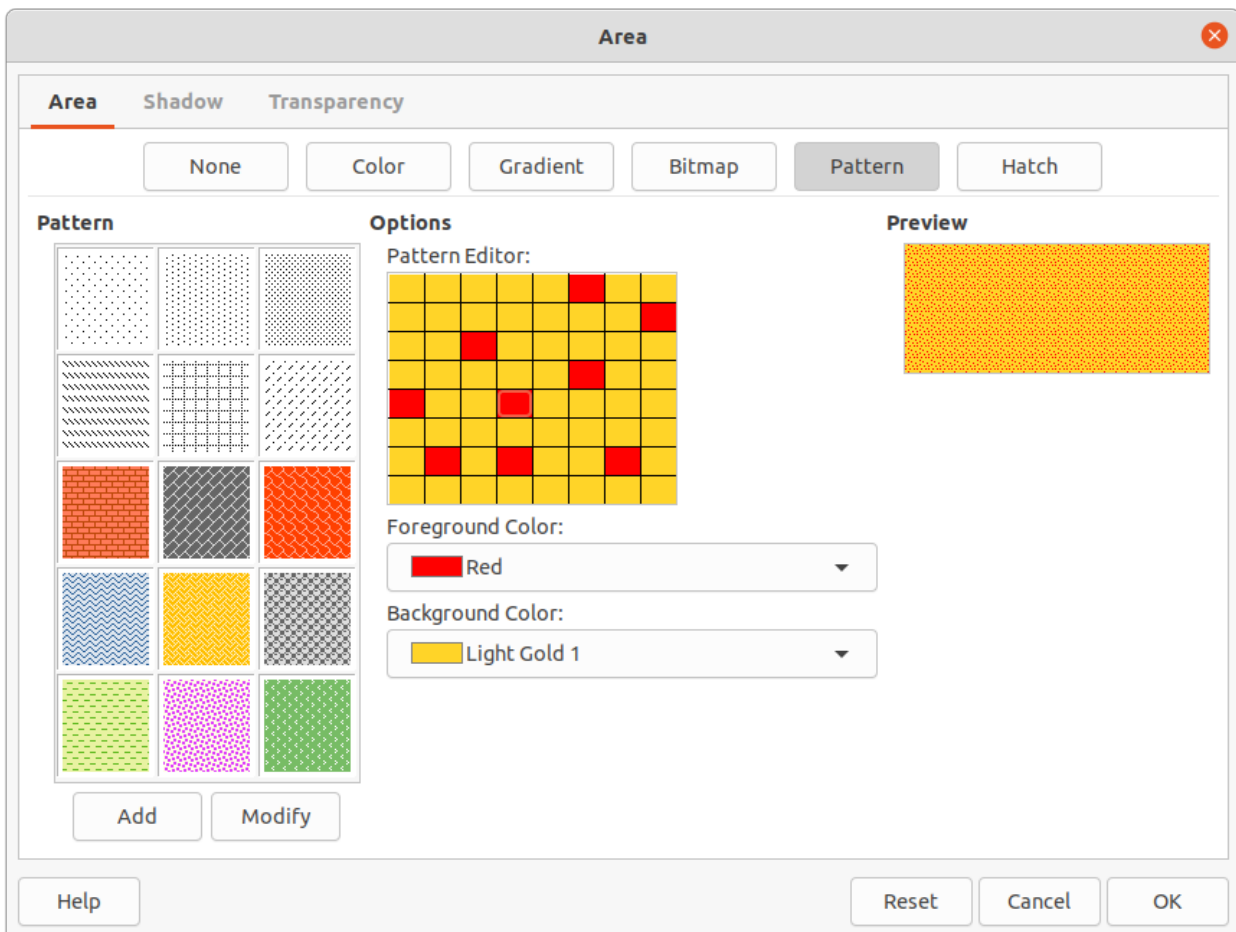 Area
Area Shadow Transparency
None Color Gradient Bitmap Pattern Hatch
Pattern
Options
Preview
Pattern Editor:
Foreground Color:
Red
Background Color:
Light Gold 1
Add Modify
Help Reset Cancel OK